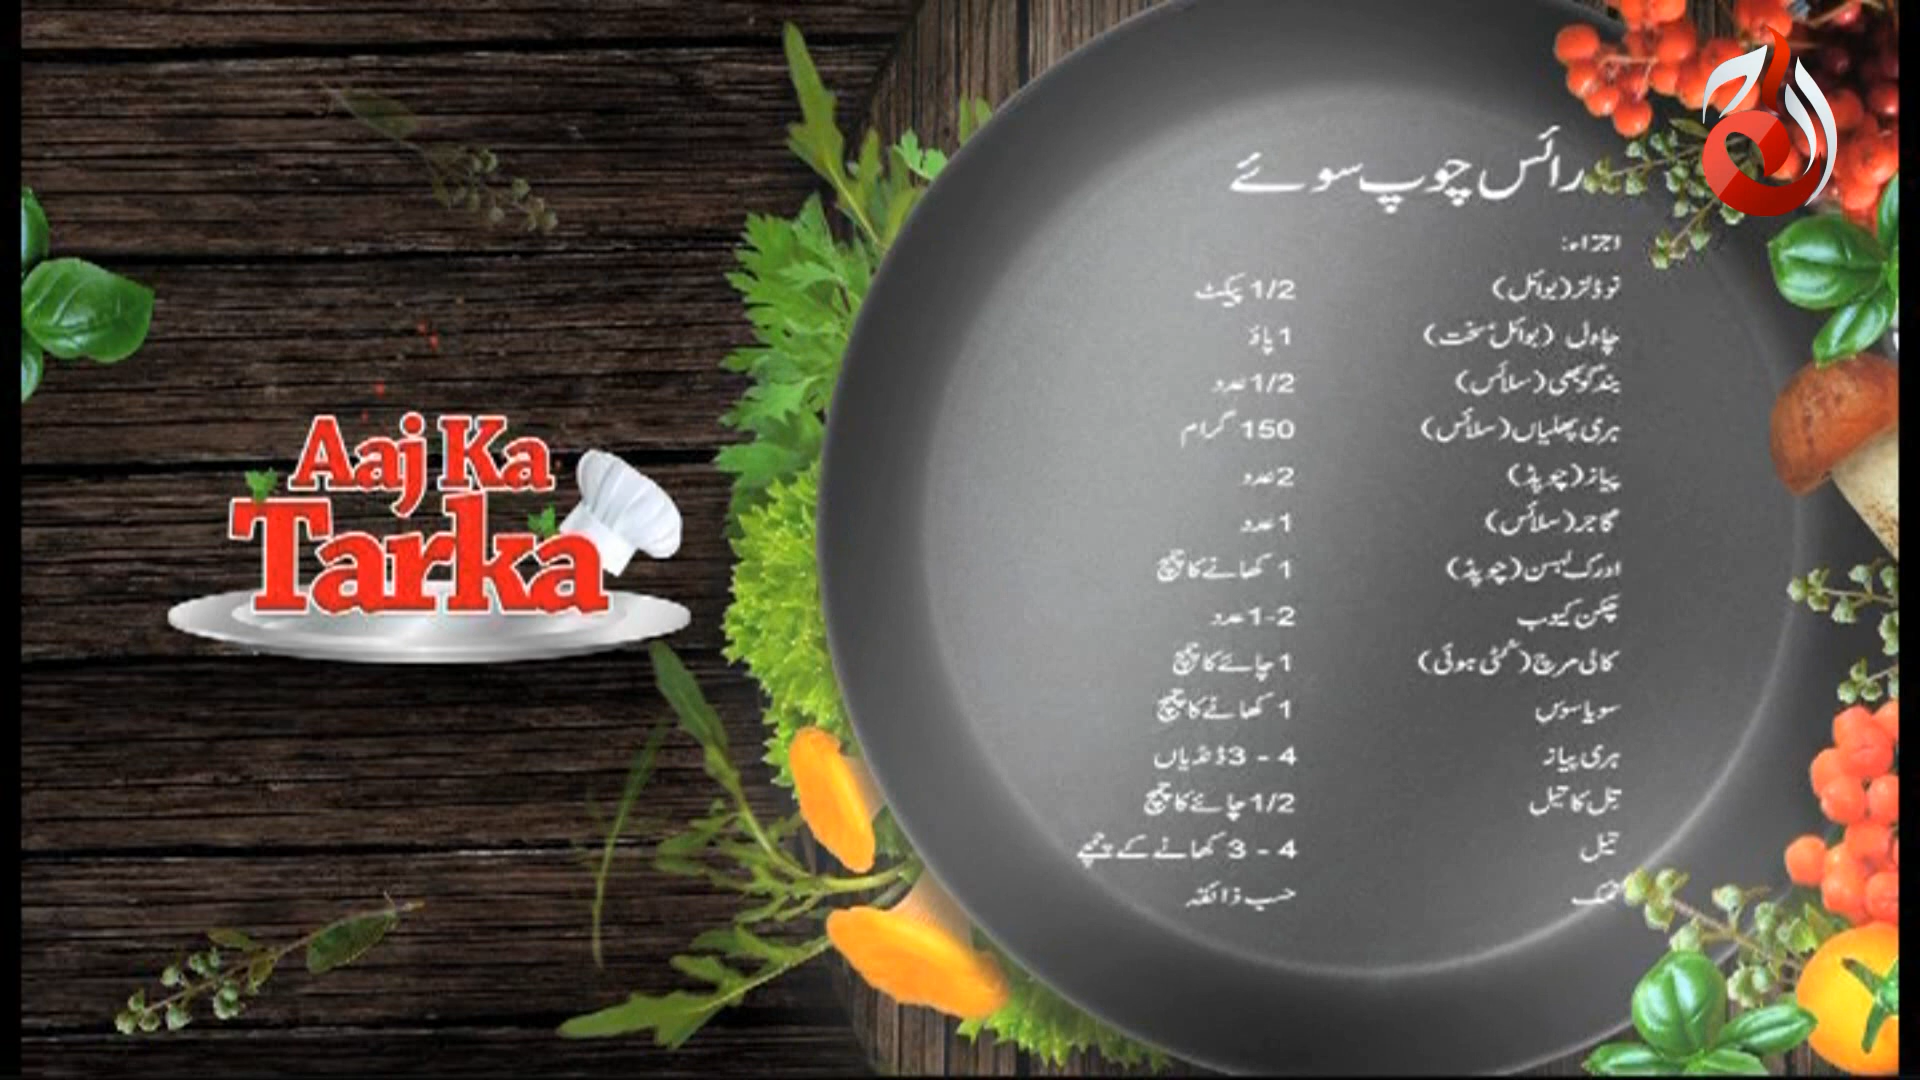 Aaj Ka
Tarka
رائس چوپ سوئے
اجزاء:
نوڈلز (بوائل) 1/2 پیکٹ
چاول (بوائل سخت) 1 پاؤ
بند گوبھی (سلائس) 1/2 عدد
ہری پھلیاں (سلائس) 150 گرام
پیاز (چوپڈ) 2 عدد
گاجر (سلائس) 1 عدد
ادرک لہسن (چوپڈ) 1 کھانے کا چمچ
چکن کیوب 1-2 عدد
کالی مرچ (کٹی ہوئی) 1 چائے کا چمچ
سویا سوس 1 کھانے کا چمچ
ہری پیاز 3 - 4 ڈنڈیاں
تِل کا تیل 1/2 چائے کا چمچ
تیل 3 - 4 کھانے کے چمچے
نمک حسب ذائقہ